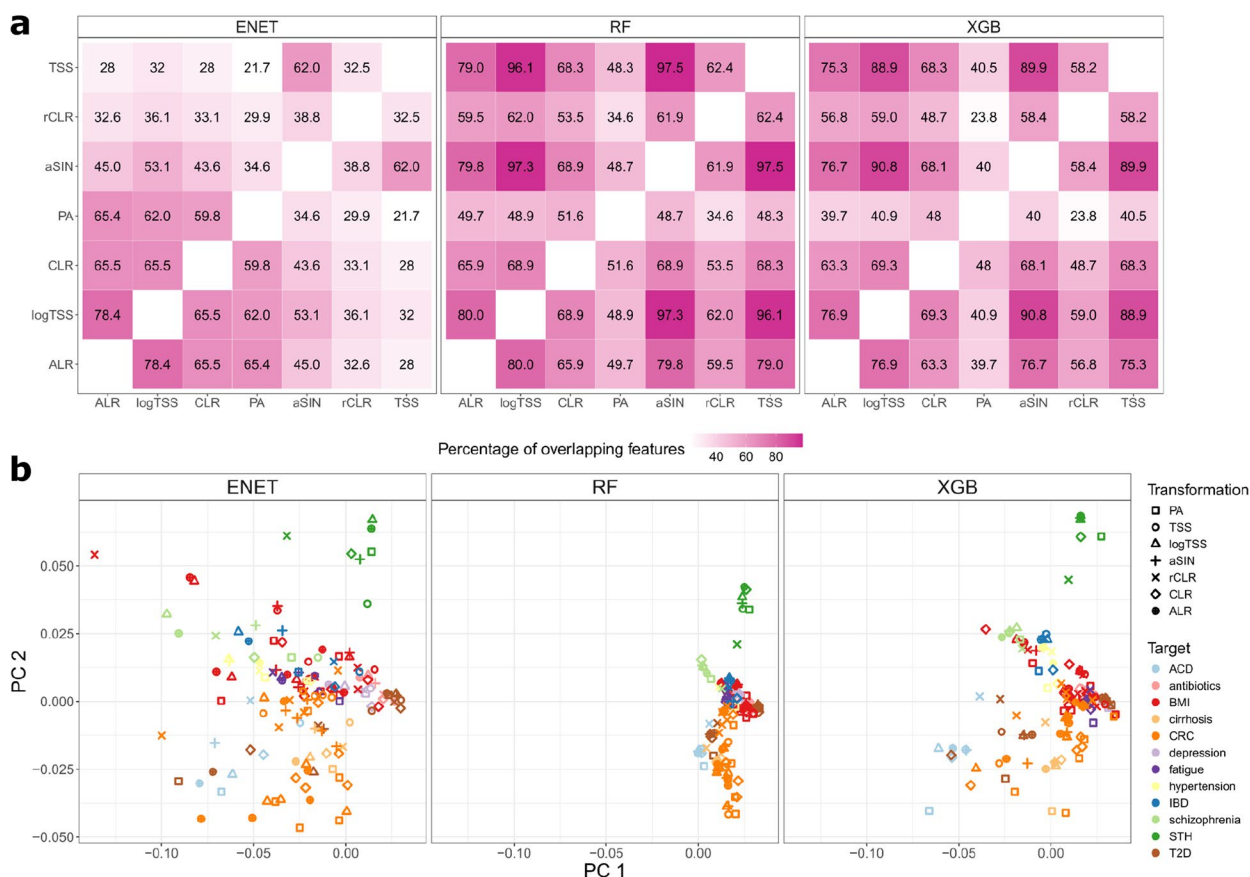 a
ENET RF XGB
TSS 28 32 28 21.7 62.0 32.5 79.0 96.1 68.3 48.3 97.5 62.4 75.3 88.9 68.3 40.5 89.9 58.2
rCLR 32.6 36.1 33.1 29.9 38.8 32.5 59.5 62.0 53.5 34.6 61.9 62.4 56.8 59.0 48.7 23.8 58.4 58.2
aSIN 45.0 53.1 43.6 34.6 38.8 62.0 79.8 97.3 68.9 48.7 61.9 97.5 76.7 90.8 68.1 40 58.4 89.9
PA 65.4 62.0 59.8 34.6 29.9 21.7 49.7 48.9 51.6 48.7 34.6 48.3 39.7 40.9 48 40 23.8 40.5
CLR 65.5 65.5 59.8 43.6 33.1 28 65.9 68.9 51.6 68.9 53.5 68.3 63.3 69.3 48 68.1 48.7 68.3
logTSS 78.4 65.5 62.0 53.1 36.1 32 80.0 68.9 48.9 97.3 62.0 96.1 76.9 69.3 40.9 90.8 59.0 88.9
ALR 78.4 65.5 65.4 45.0 32.6 28 80.0 65.9 49.7 79.8 59.5 79.0 76.9 63.3 39.7 76.7 56.8 75.3
ALR logTSS CLR PA aSIN rCLR TSS ALR logTSS CLR PA aSIN rCLR TSS ALR logTSS CLR PA aSIN rCLR TSS
Percentage of overlapping features
40 60 80
b
ENET RF XGB
PC 2
0.050
0.025
0.000
−0.025
−0.050
−0.10 −0.05 0.00 −0.10 −0.05 0.00 −0.10 −0.05 0.00
PC 1
Transformation
PA
TSS
logTSS
aSIN
rCLR
CLR
ALR
Target
ACD
antibiotics
BMI
cirrhosis
CRC
depression
fatigue
hypertension
IBD
schizophrenia
STH
T2D